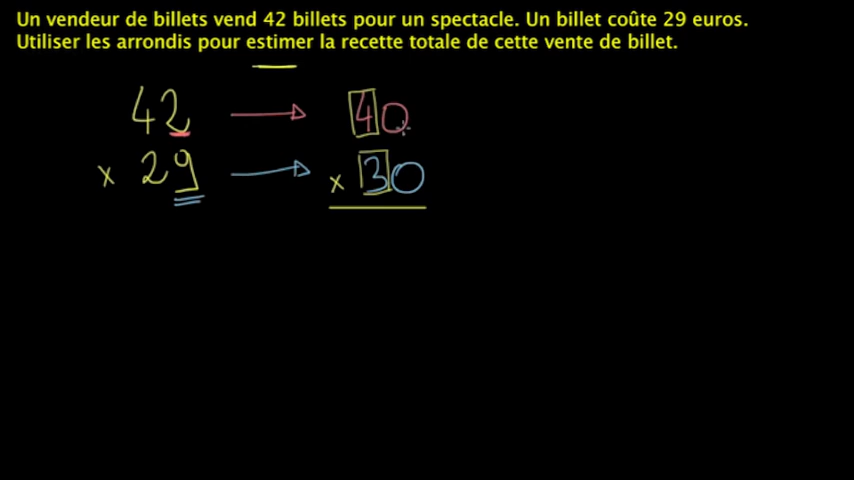 Un vendeur de billets vend 42 billets pour un spectacle. Un billet coûte 29 euros.
Utiliser les arrondis pour estimer la recette totale de cette vente de billet.
42 40
x 29 x 30